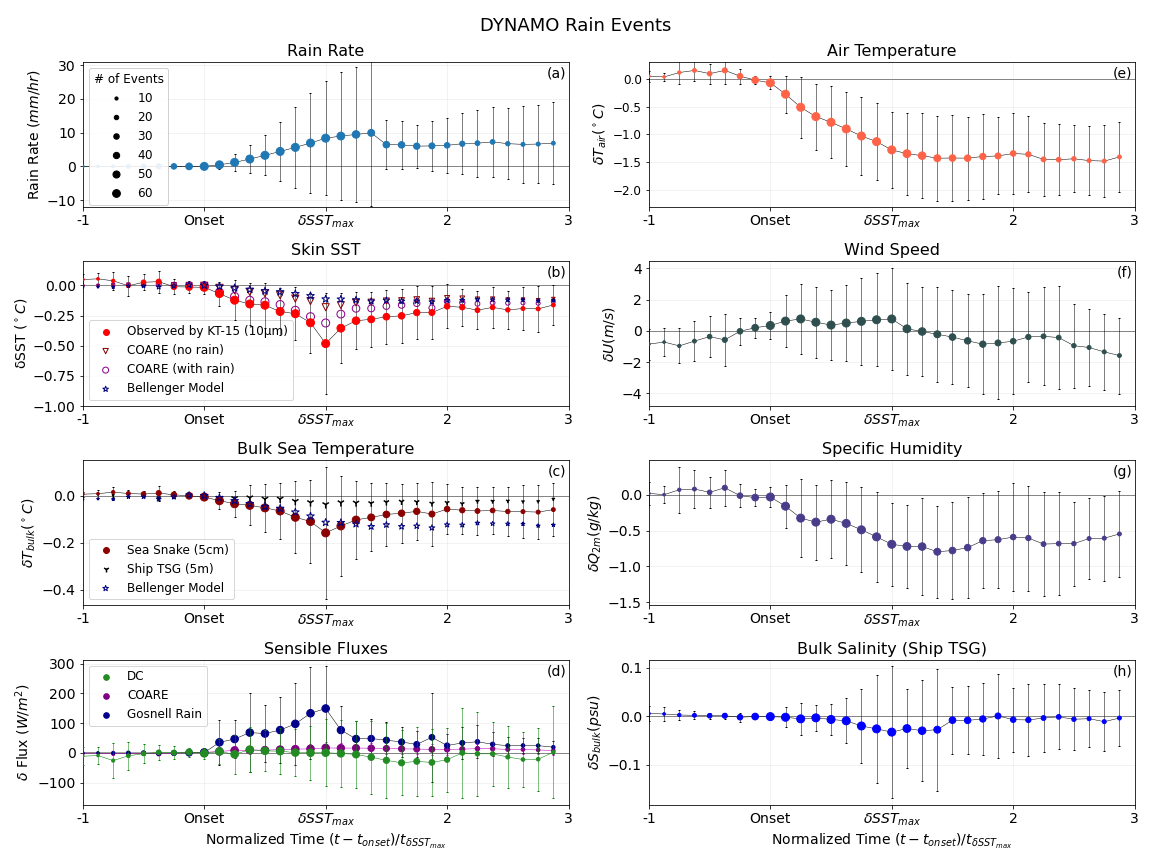 DYNAMO Rain Events
Rain Rate
(a)
Rain Rate (mm/hr)
30
20
10
0
−10
# of Events
10
20
30
40
50
60
-1
Onset
δSST_max
2
3
Air Temperature
(e)
δT_air(°C)
0.0
−0.5
−1.0
−1.5
−2.0
-1
Onset
δSST_max
2
3
Skin SST
(b)
δSST (°C)
0.00
−0.25
−0.50
−0.75
−1.00
Observed by KT-15 (10μm)
COARE (no rain)
COARE (with rain)
Bellenger Model
-1
Onset
δSST_max
2
3
Wind Speed
(f)
δU(m/s)
4
2
0
−2
−4
-1
Onset
δSST_max
2
3
Bulk Sea Temperature
(c)
δT_bulk(°C)
0.0
−0.2
−0.4
Sea Snake (5cm)
Ship TSG (5m)
Bellenger Model
-1
Onset
δSST_max
2
3
Specific Humidity
(g)
δQ_2m(g/kg)
0.0
−0.5
−1.0
−1.5
-1
Onset
δSST_max
2
3
Sensible Fluxes
(d)
δ Flux (W/m²)
300
200
100
0
−100
DC
COARE
Gosnell Rain
-1
Onset
δSST_max
2
3
Normalized Time (t − t_onset)/t_δSST_max
Bulk Salinity (Ship TSG)
(h)
δS_bulk(psu)
0.1
0.0
−0.1
-1
Onset
δSST_max
2
3
Normalized Time (t − t_onset)/t_δSST_max